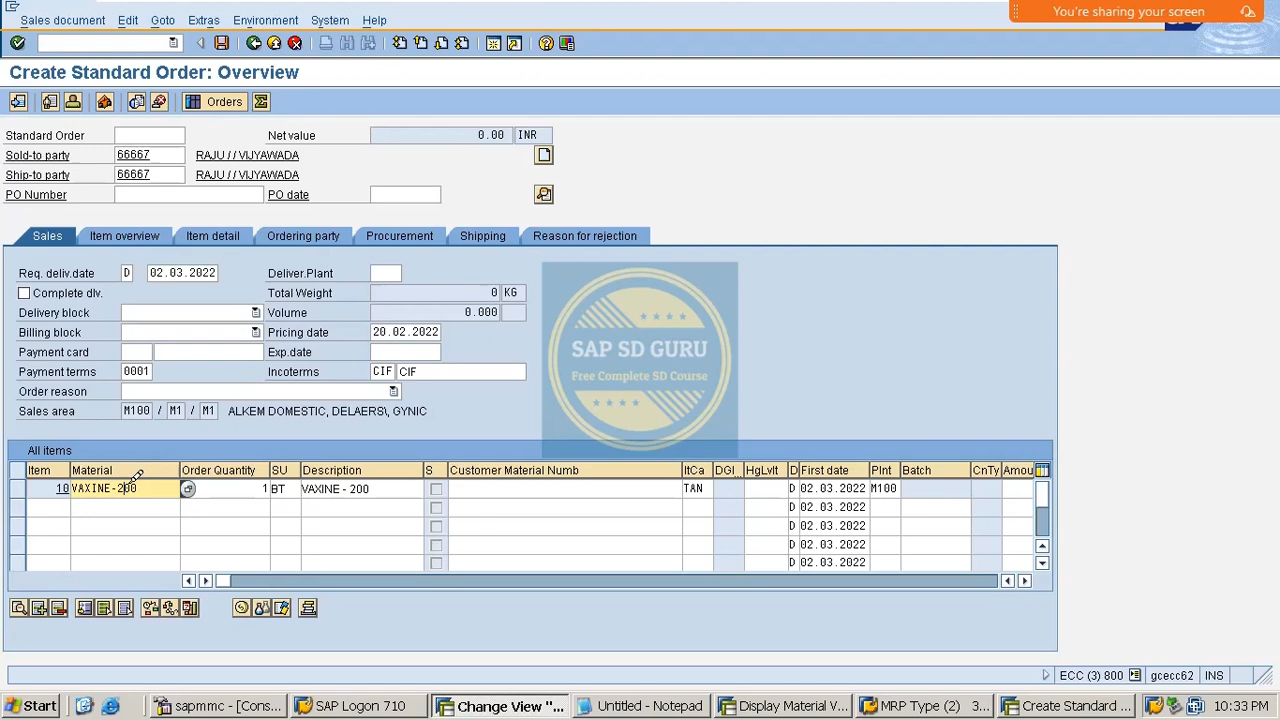 You're sharing your screen
Sales document Edit Goto Extras Environment System Help
Create Standard Order: Overview
Orders
Standard Order Net value 0.00 INR
Sold-to party 66667 RAJU // VIJYAWADA
Ship-to party 66667 RAJU // VIJYAWADA
PO Number PO date
Sales Item overview Item detail Ordering party Procurement Shipping Reason for rejection
Req. deliv.date D 02.03.2022 Deliver.Plant
Complete dlv. Total Weight 0 KG
Delivery block Volume 0.000
Billing block Pricing date 20.02.2022
Payment card Exp.date
Payment terms 0001 Incoterms CIF CIF
Order reason
Sales area M100 / M1 / M1 ALKEM DOMESTIC, DELAERS\, GYNIC
SAP SD GURU
Free Complete SD Course
All items
Item Material Order Quantity SU Description S Customer Material Numb ItCa DGI HgLvIt D First date Plnt Batch CnTy Amou
10 VAXINE-200 1 BT VAXINE - 200 TAN D 02.03.2022 M100
D 02.03.2022
D 02.03.2022
D 02.03.2022
D 02.03.2022
ECC (3) 800 gcecc62 INS
Start sapmmc - [Cons... SAP Logon 710 Change View "... Untitled - Notepad Display Material V... MRP Type (2) 3... Create Standard ... 10:33 PM